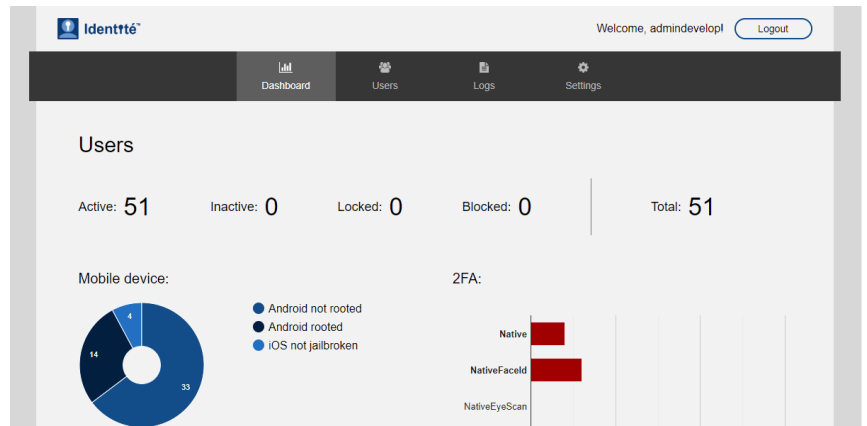 Identité™
Welcome, admindevelop! Logout
Dashboard Users Logs Settings
Users
Active: 51 Inactive: 0 Locked: 0 Blocked: 0 Total: 51
Mobile device: 2FA:
4
14
33
Android not rooted
Android rooted
iOS not jailbroken
Native
NativeFaceId
NativeEyeScan